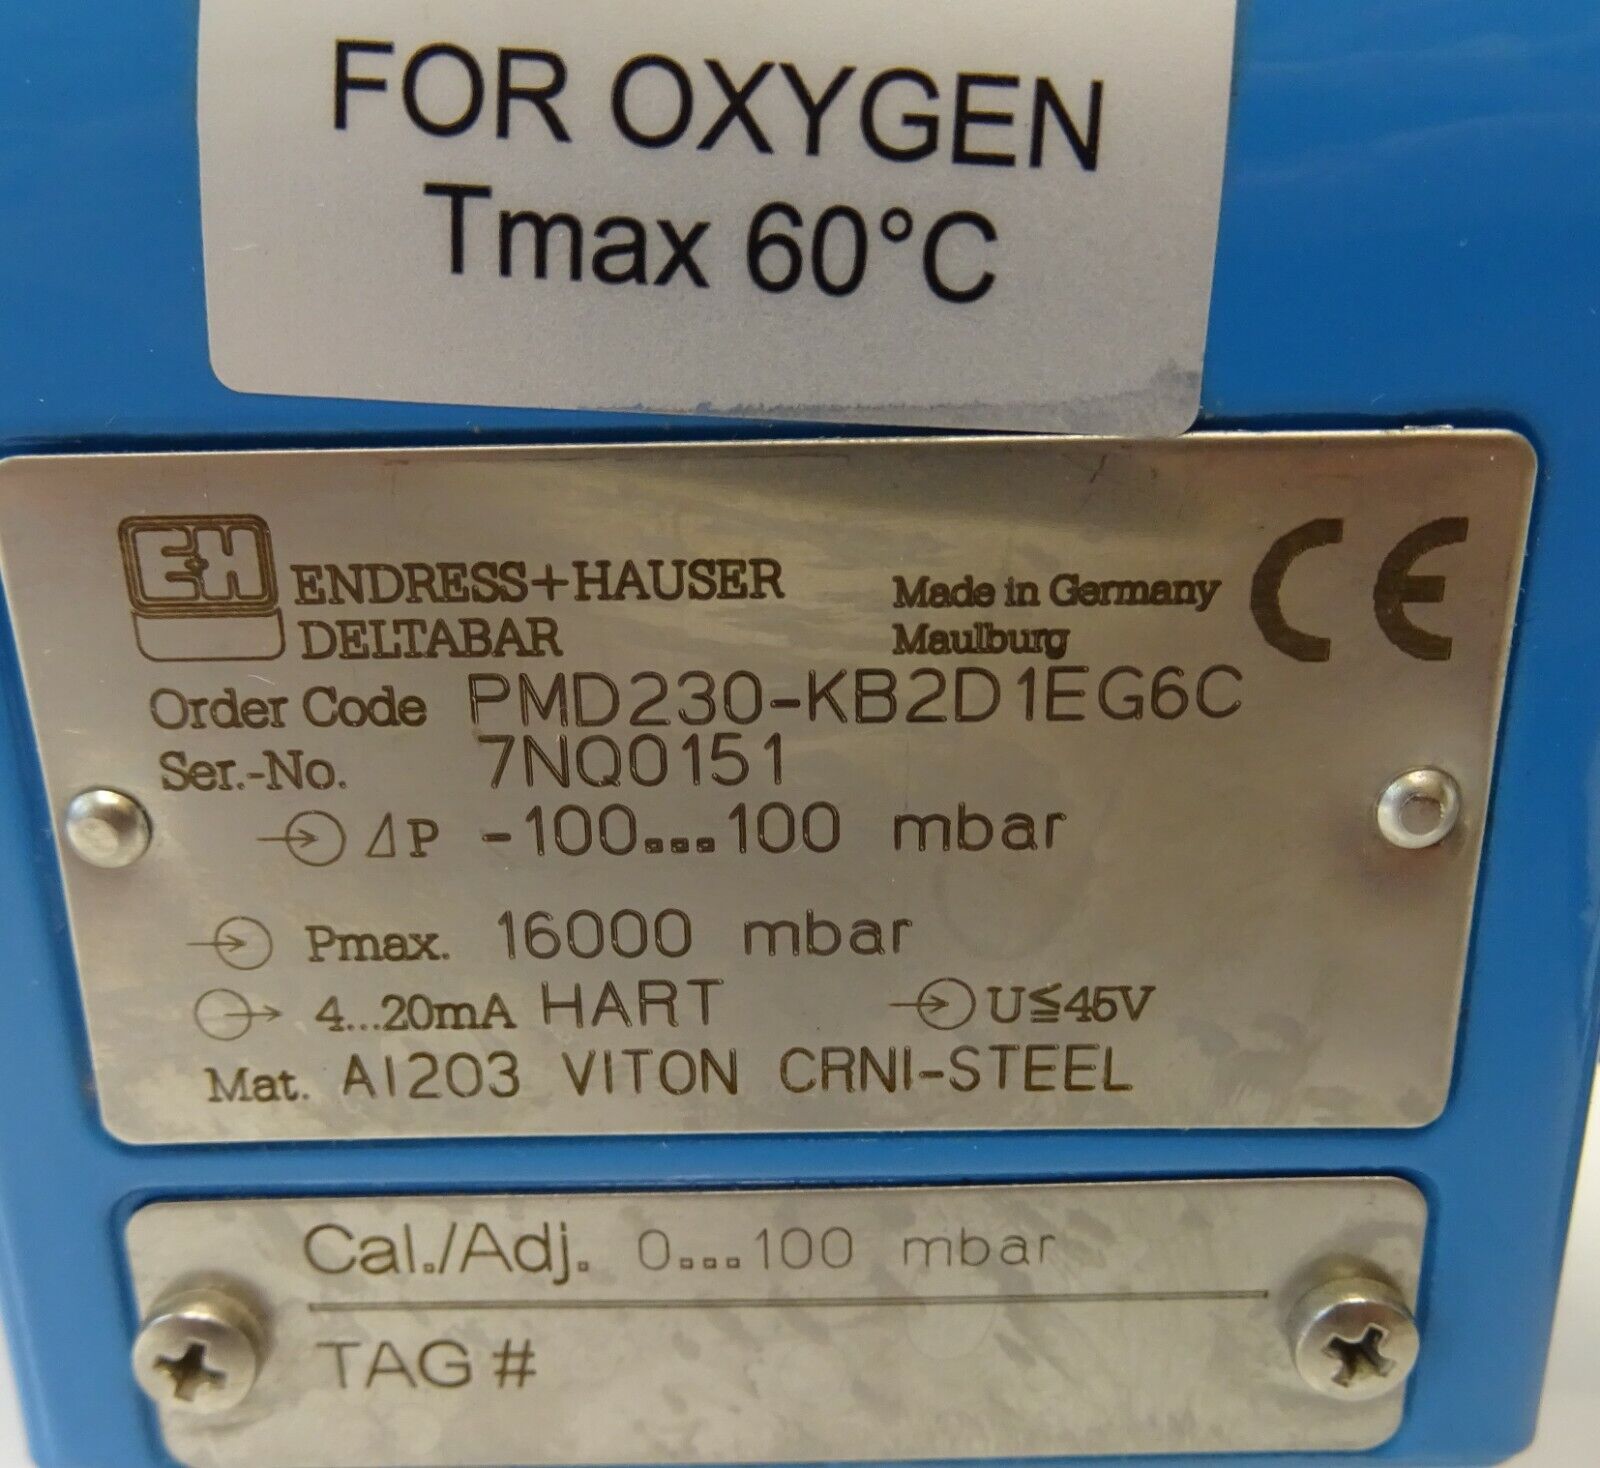 FOR OXYGEN
Tmax 60°C
E+H
ENDRESS+HAUSER
DELTABAR
Made in Germany
Maulburg
CE
Order Code PMD230-KB2D1EG6C
Ser.-No. 7NQ0151
ΔP -100...100 mbar
Pmax. 16000 mbar
4...20mA HART U≦45V
Mat. Al2O3 VITON CRNI-STEEL
Cal./Adj. 0...100 mbar
TAG #